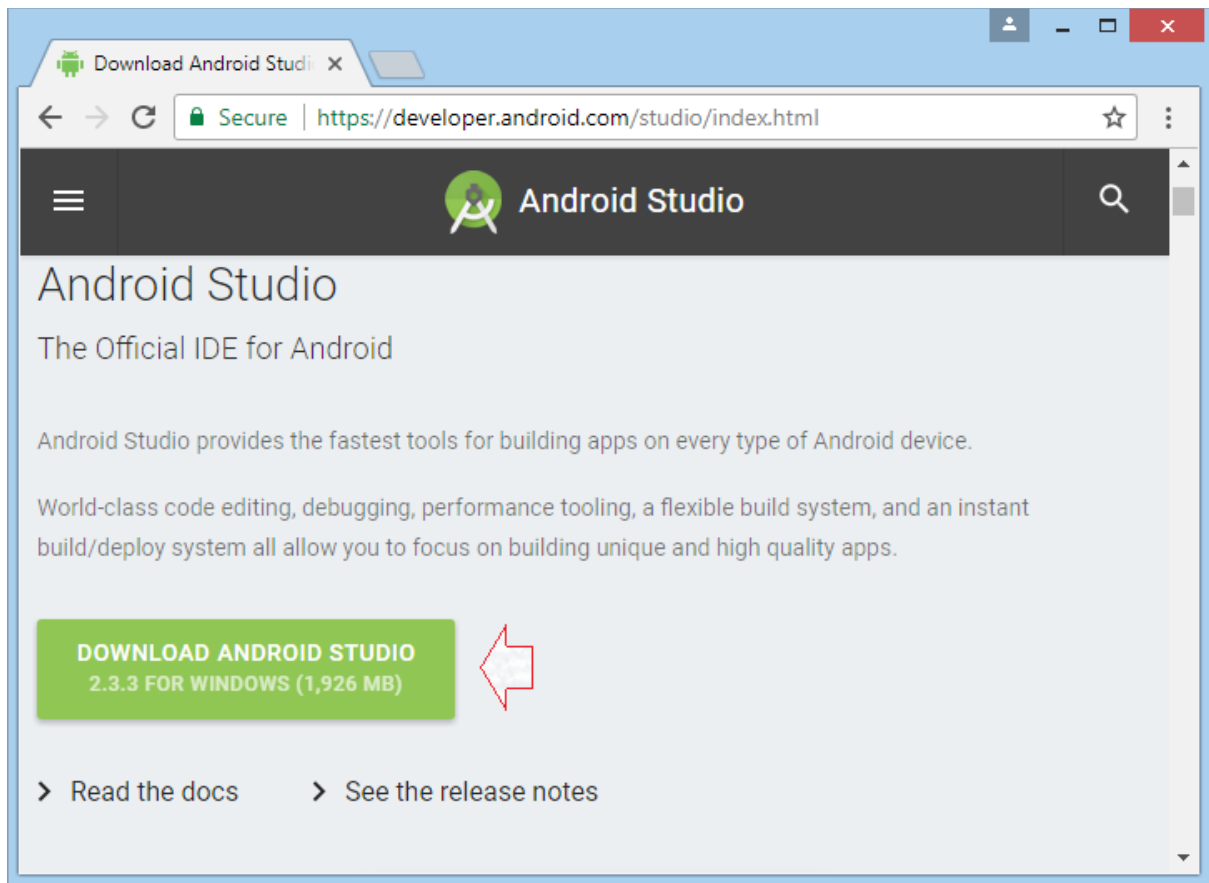 Download Android Studi
Secure | https://developer.android.com/studio/index.html
Android Studio
Android Studio
The Official IDE for Android
Android Studio provides the fastest tools for building apps on every type of Android device.
World-class code editing, debugging, performance tooling, a flexible build system, and an instant
build/deploy system all allow you to focus on building unique and high quality apps.
DOWNLOAD ANDROID STUDIO
2.3.3 FOR WINDOWS (1,926 MB)
Read the docs
See the release notes